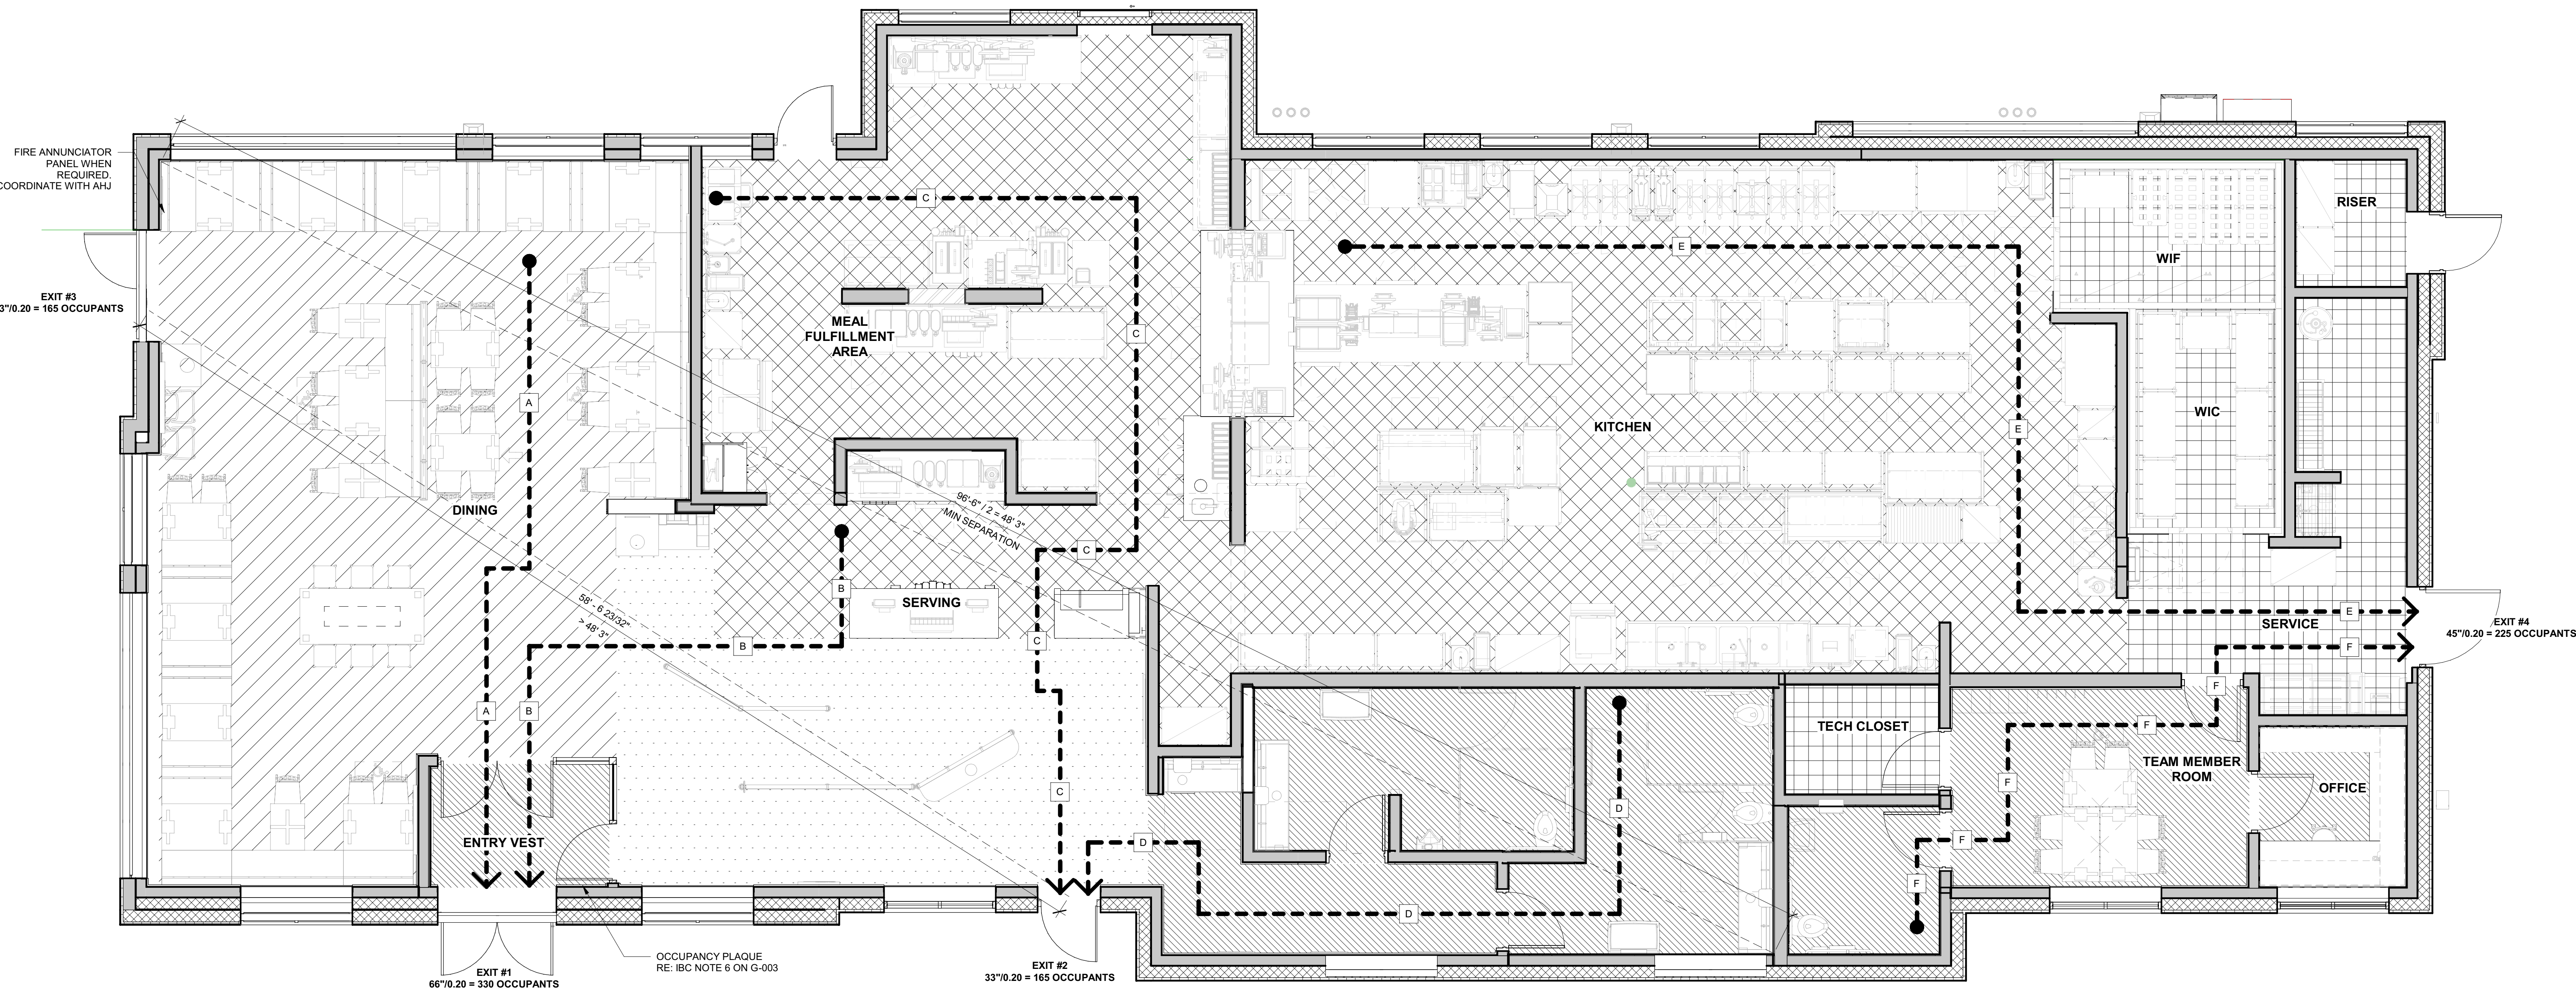 FIRE ANNUNCIATOR
PANEL WHEN
REQUIRED.
COORDINATE WITH AHJ
EXIT #3
3"/0.20 = 165 OCCUPANTS
DINING
A
A
B
B
B
ENTRY VEST
EXIT #1
66"/0.20 = 330 OCCUPANTS
OCCUPANCY PLAQUE
RE: IBC NOTE 6 ON G-003
58' - 6 23/32"
> 48' 3"
C
C
MEAL
FULFILLMENT
AREA
96'-6" / 2 = 48' 3"
MIN SEPARATION
C
C
C
SERVING
EXIT #2
33"/0.20 = 165 OCCUPANTS
D
D
D
E
E
E
KITCHEN
WIF
WIC
RISER
SERVICE
F
F
F
F
F
F
TECH CLOSET
TEAM MEMBER
ROOM
OFFICE
EXIT #4
45"/0.20 = 225 OCCUPANTS